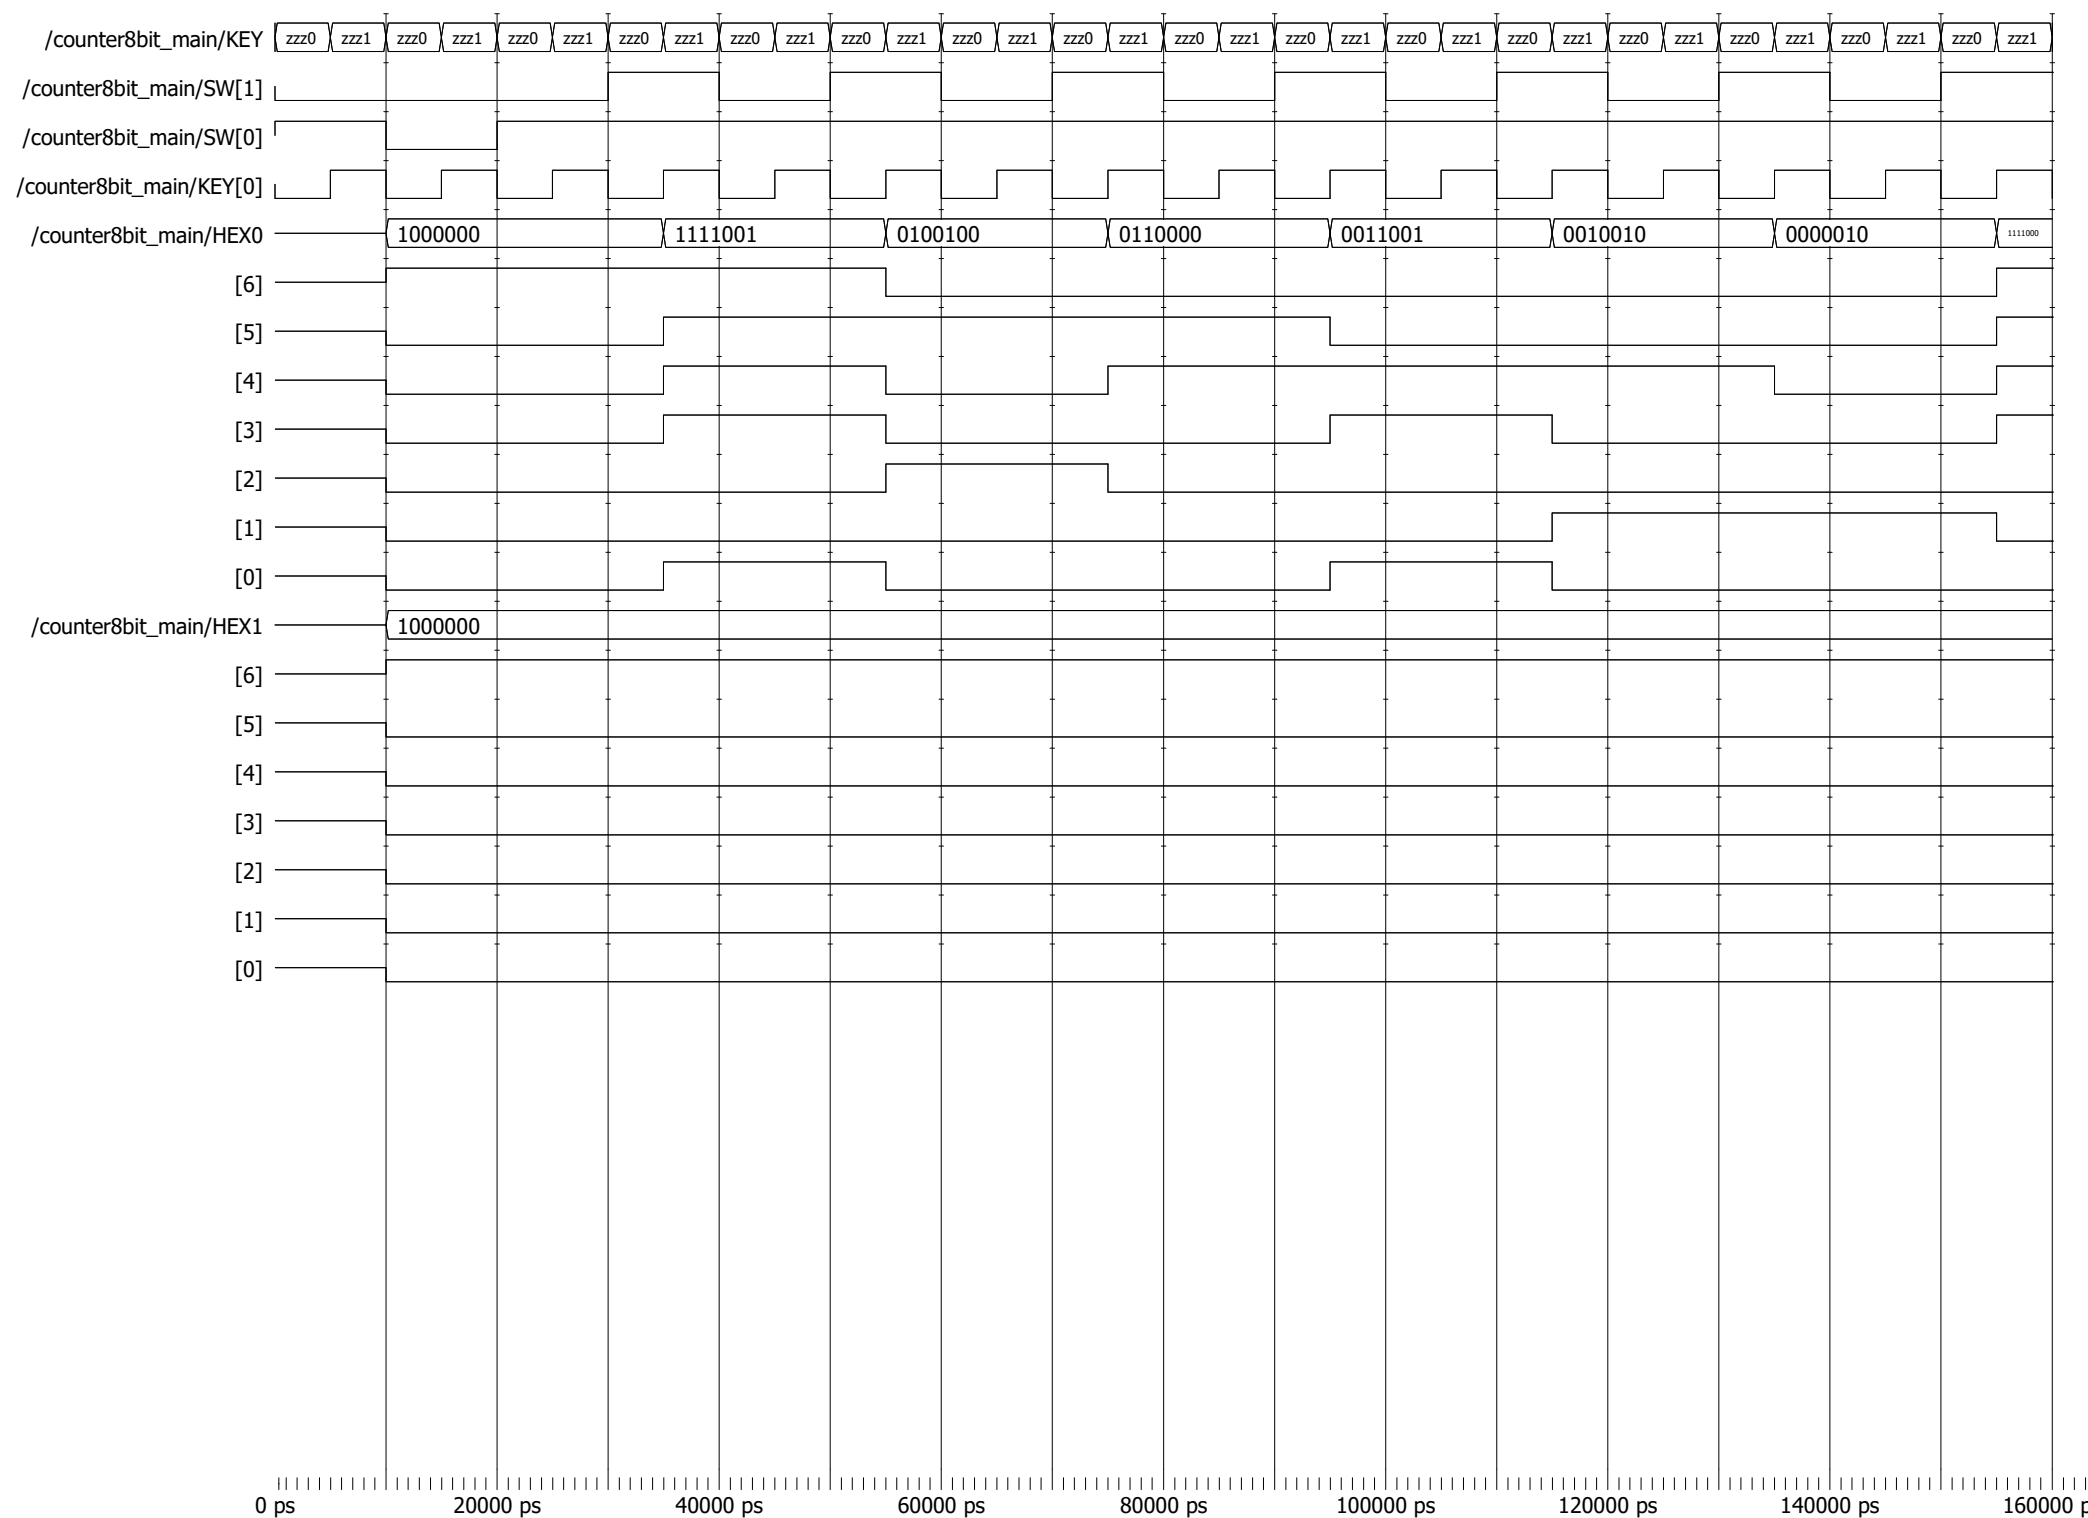 /counter8bit_main/KEY zzz0 zzz1 zzz0 zzz1 zzz0 zzz1 zzz0 zzz1 zzz0 zzz1 zzz0 zzz1 zzz0 zzz1 zzz0 zzz1 zzz0 zzz1 zzz0 zzz1 zzz0 zzz1 zzz0 zzz1 zzz0 zzz1 zzz0 zzz1 zzz0 zzz1 zzz0 zzz1
/counter8bit_main/SW[1]
/counter8bit_main/SW[0]
/counter8bit_main/KEY[0]
/counter8bit_main/HEX0 1000000 1111001 0100100 0110000 0011001 0010010 0000010 1111000
[6]
[5]
[4]
[3]
[2]
[1]
[0]
/counter8bit_main/HEX1 1000000
[6]
[5]
[4]
[3]
[2]
[1]
[0]
0 ps 20000 ps 40000 ps 60000 ps 80000 ps 100000 ps 120000 ps 140000 ps 160000 p